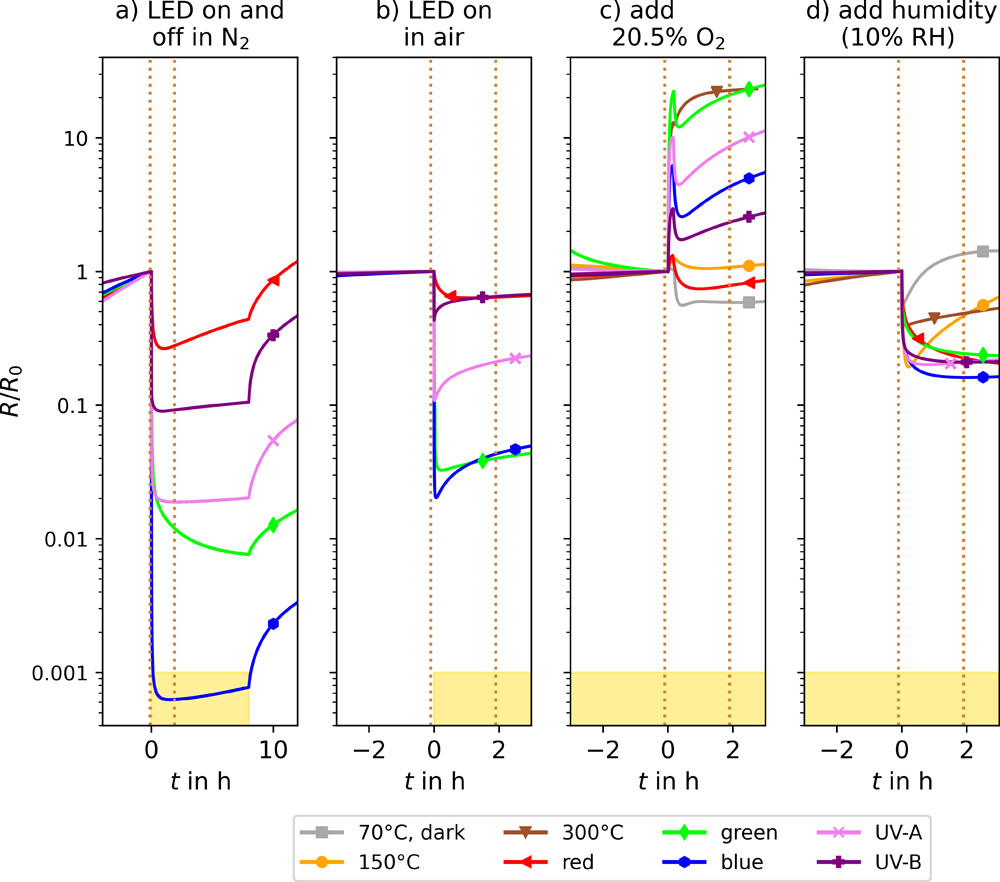 a) LED on and
off in N₂
b) LED on
in air
c) add
20.5% O₂
d) add humidity
(10% RH)
R/R₀
10
1
0.1
0.01
0.001
0 10
−2 0 2
−2 0 2
−2 0 2
t in h
t in h
t in h
t in h
70°C, dark 300°C green UV-A
150°C red blue UV-B